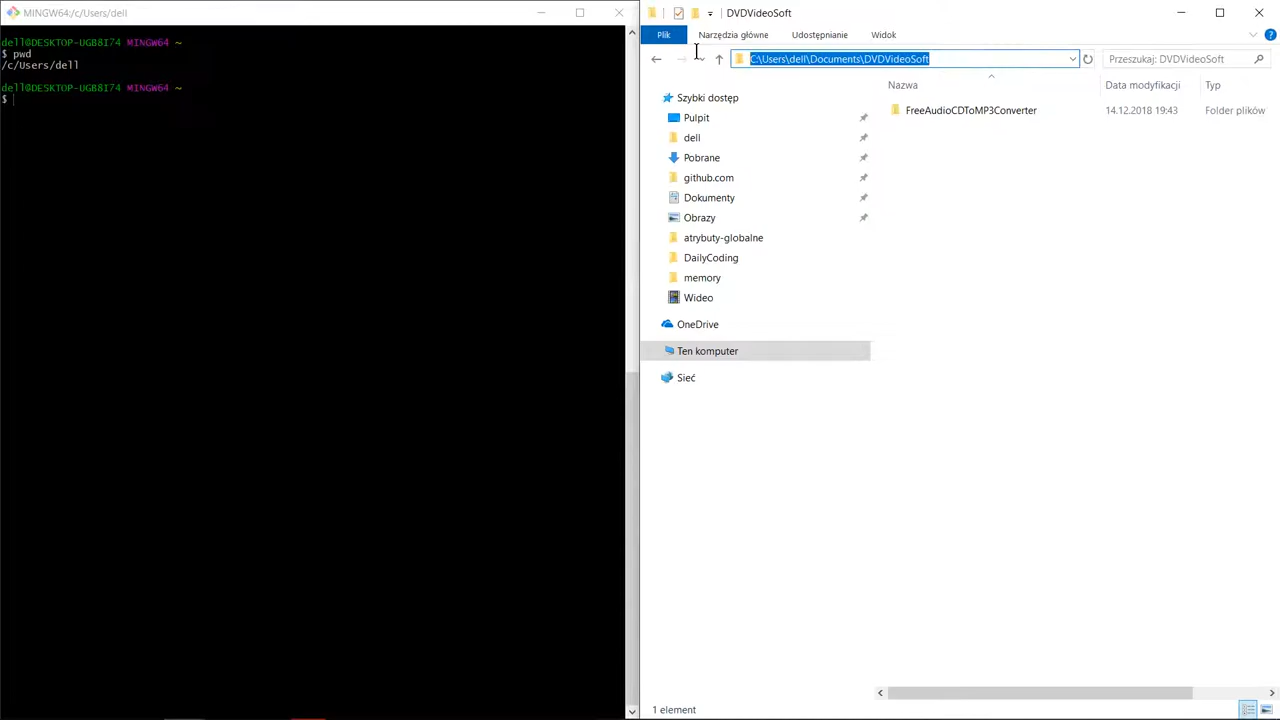 MINGW64:/c/Users/dell
dell@DESKTOP-UGB8I74 MINGW64 ~
$ pwd
/c/Users/dell
dell@DESKTOP-UGB8I74 MINGW64 ~
$
DVDVideoSoft
Plik Narzędzia główne Udostępnianie Widok
C:\Users\dell\Documents\DVDVideoSoft
Przeszukaj: DVDVideoSoft
Szybki dostęp
Pulpit
dell
Pobrane
github.com
Dokumenty
Obrazy
atrybuty-globalne
DailyCoding
memory
Wideo
OneDrive
Ten komputer
Sieć
Nazwa Data modyfikacji Typ
FreeAudioCDToMP3Converter 14.12.2018 19:43 Folder plików
1 element